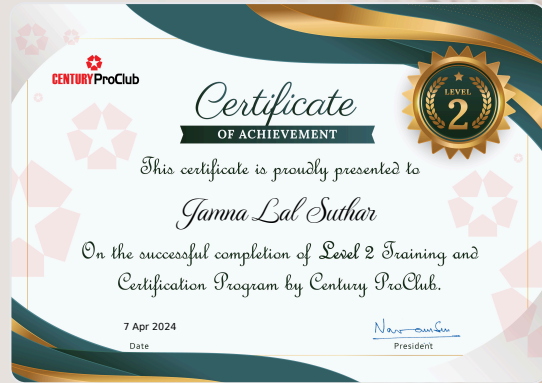 CENTURY ProClub
LEVEL
2
Certificate
OF ACHIEVEMENT
This certificate is proudly presented to
Jamna Lal Suthar
On the successful completion of Level 2 Training and
Certification Program by Century ProClub.
7 Apr 2024
Date
President